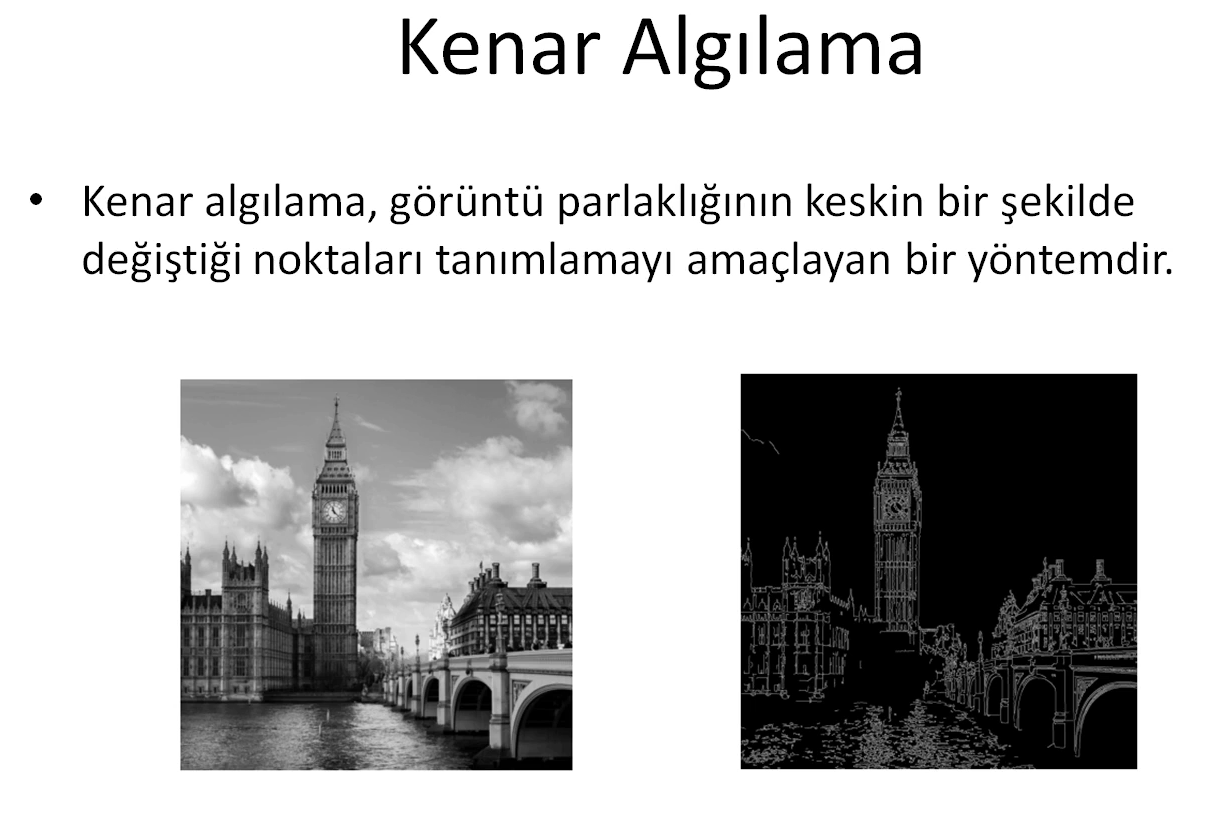 Kenar Algılama
• Kenar algılama, görüntü parlaklığının keskin bir şekilde
değiştiği noktaları tanımlamayı amaçlayan bir yöntemdir.